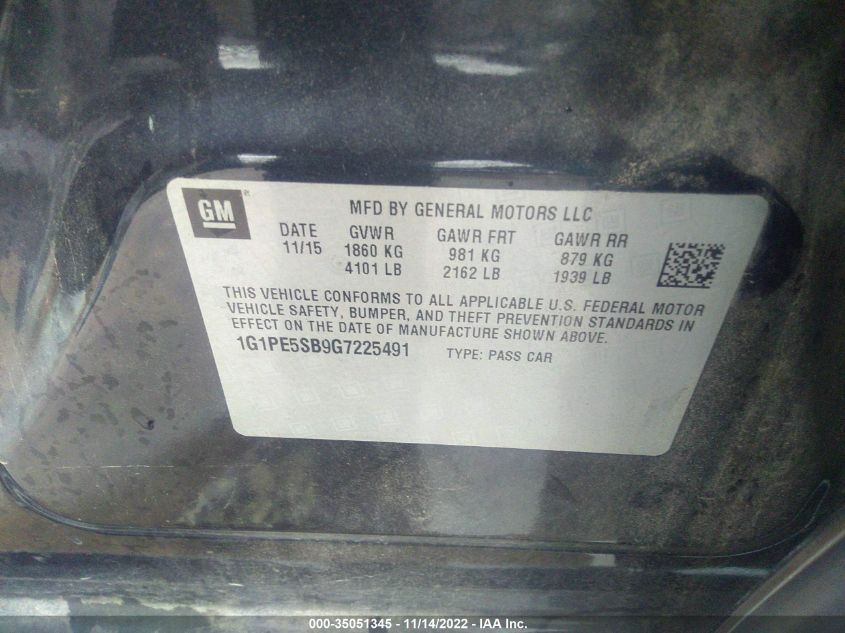 GM
MFD BY GENERAL MOTORS LLC
DATE GVWR GAWR FRT GAWR RR
11/15 1860 KG 981 KG 879 KG
4101 LB 2162 LB 1939 LB
THIS VEHICLE CONFORMS TO ALL APPLICABLE U.S. FEDERAL MOTOR
VEHICLE SAFETY, BUMPER, AND THEFT PREVENTION STANDARDS IN
EFFECT ON THE DATE OF MANUFACTURE SHOWN ABOVE.
1G1PE5SB9G7225491 TYPE: PASS CAR
000-35051345 - 11/14/2022 - IAA Inc.